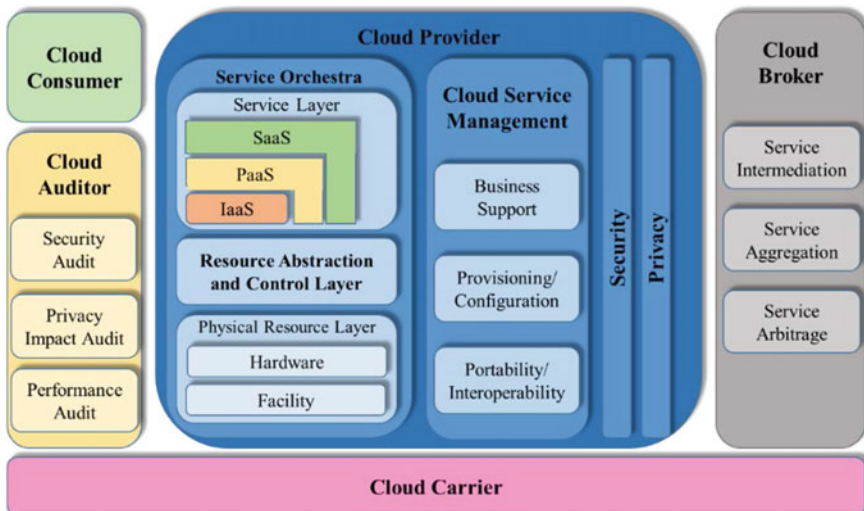 Cloud
Consumer
Cloud
Auditor
Security
Audit
Privacy
Impact Audit
Performance
Audit
Cloud Provider
Service Orchestra
Service Layer
SaaS
PaaS
IaaS
Resource Abstraction
and Control Layer
Physical Resource Layer
Hardware
Facility
Cloud Service
Management
Business
Support
Provisioning/
Configuration
Portability/
Interoperability
Security
Privacy
Cloud
Broker
Service
Intermediation
Service
Aggregation
Service
Arbitrage
Cloud Carrier